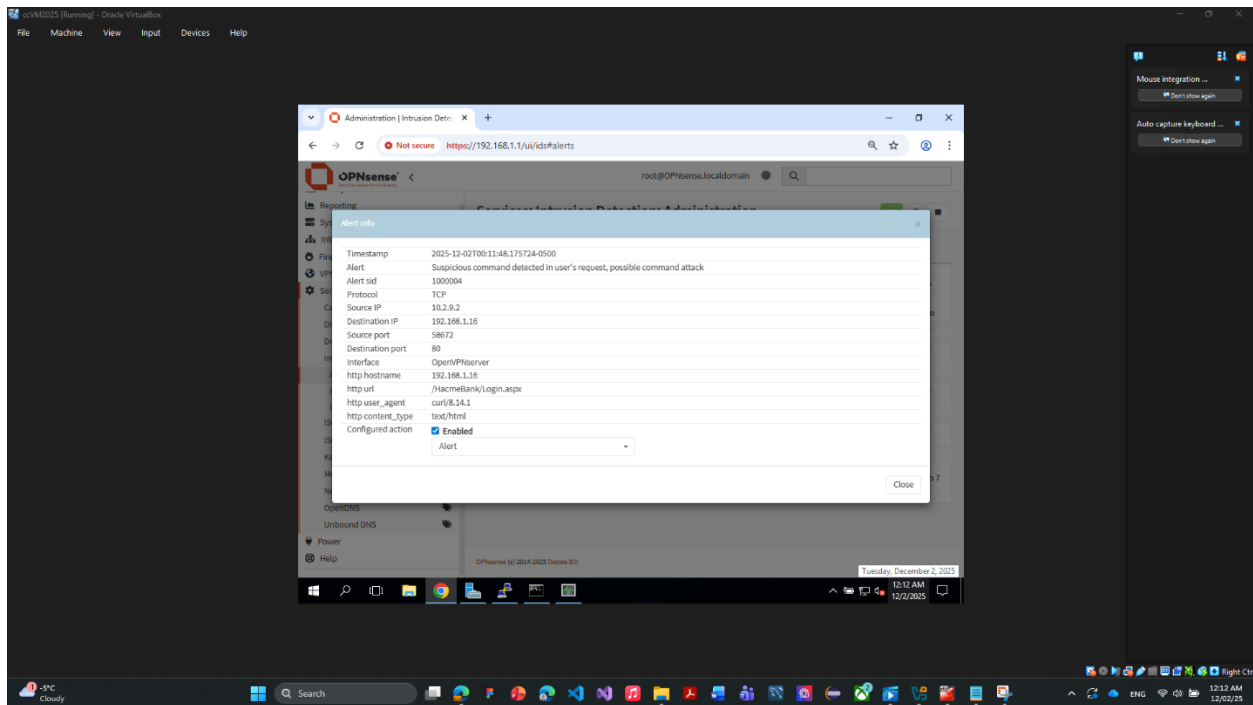 ccVM2025 [Running] - Oracle VirtualBox
File Machine View Input Devices Help
Mouse integration ...
Don't show again
Auto capture keyboard ...
Don't show again
Administration | Intrusion Detec
Not secure https://192.168.1.1/ui/ids#alerts
OPNsense
root@OPNsense.localdomain
Reporting
Services: Intrusion Detection: Administration
Alert info
Timestamp 2025-12-02T00:11:48.175724-0500
Alert Suspicious command detected in user's request, possible command attack
Alert sid 1000004
Protocol TCP
Source IP 10.2.9.2
Destination IP 192.168.1.16
Source port 58672
Destination port 80
Interface OpenVPNserver
http hostname 192.168.1.16
http url /HacmeBank/Login.aspx
http user_agent curl/8.14.1
http content_type text/html
Configured action Enabled
Alert
Close
OpenDNS
Unbound DNS
Power
Help
OPNsense (c) 2014-2025 Deciso B.V.
Tuesday, December 2, 2025
12:12 AM
12/2/2025
Right Ctr
-5°C
Cloudy
Search
ENG
12:12 AM
12/02/25